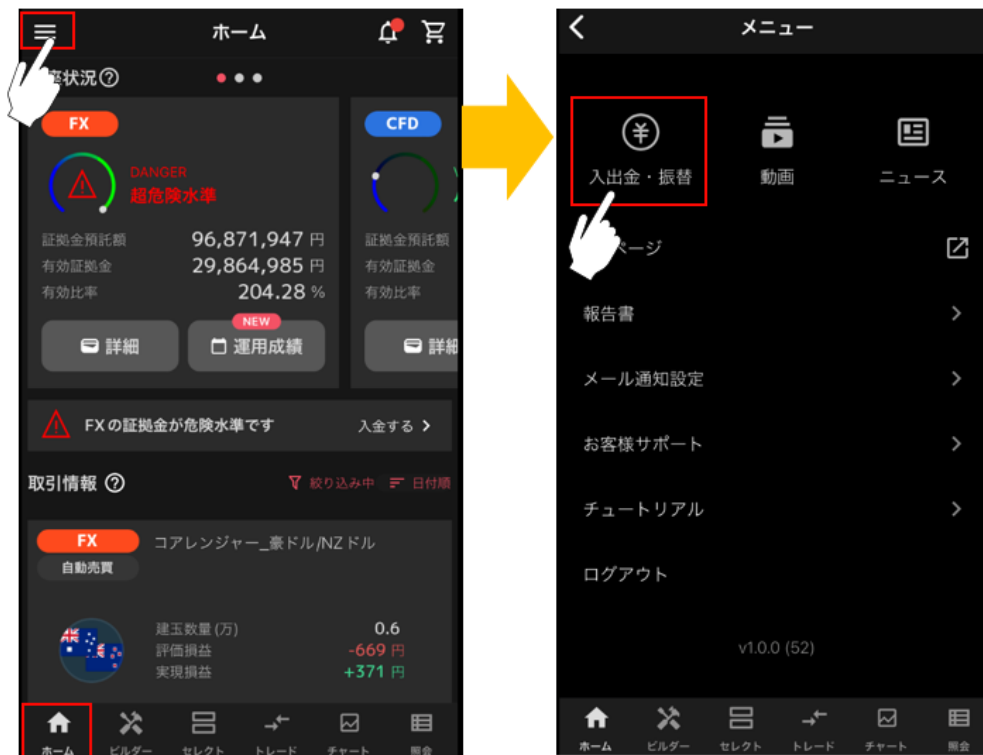 ホーム
座状況?
FX
DANGER
超危険水準
証拠金預託額 96,871,947 円
有効証拠金 29,864,985 円
有効比率 204.28 %
詳細
NEW
運用成績
CFD
証拠金預託額
有効証拠金
有効比率
詳細
FXの証拠金が危険水準です 入金する >
取引情報 ?
絞り込み中 日付順
FX コアレンジャー_豪ドル/NZドル
自動売買
建玉数量(万) 0.6
評価損益 -669 円
実現損益 +371 円
ホーム ビルダー セレクト トレード チャート 照会
メニュー
入出金・振替 動画 ニュース
ページ
報告書
メール通知設定
お客様サポート
チュートリアル
ログアウト
v1.0.0 (52)
ホーム ビルダー セレクト トレード チャート 照会